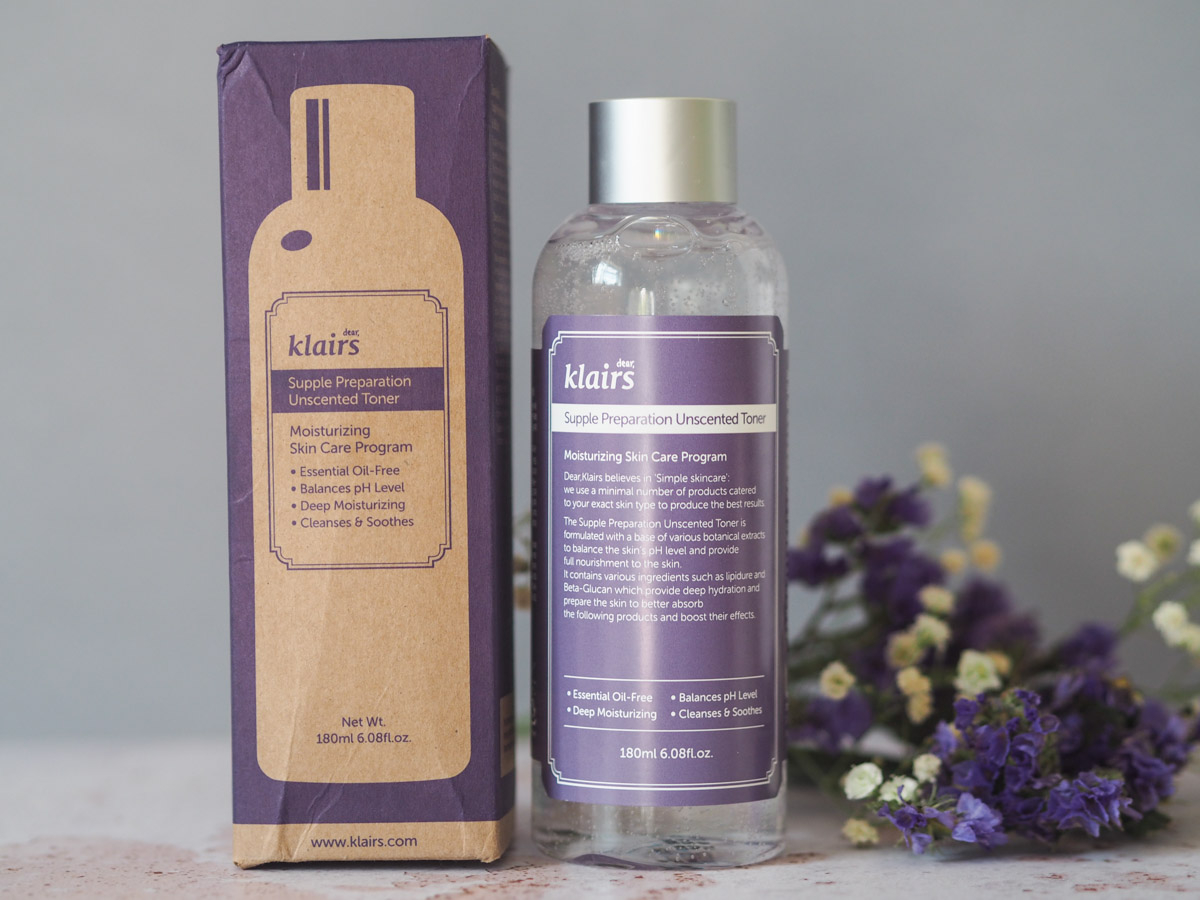 dear,
klairs
Supple Preparation
Unscented Toner
Moisturizing
Skin Care Program
• Essential Oil-Free
• Balances pH Level
• Deep Moisturizing
• Cleanses & Soothes
Net Wt.
180ml 6.08fl.oz.
www.klairs.com
dear,
klairs
Supple Preparation Unscented Toner
Moisturizing Skin Care Program
Dear,Klairs believes in 'Simple skincare':
we use a minimal number of products catered
to your exact skin type to produce the best results.
The Supple Preparation Unscented Toner is
formulated with a base of various botanical extracts
to balance the skin's pH level and provide
full nourishment to the skin.
It contains various ingredients such as lipidure and
Beta-Glucan which provide deep hydration and
prepare the skin to better absorb
the following products and boost their effects.
• Essential Oil-Free • Balances pH Level
• Deep Moisturizing • Cleanses & Soothes
180ml 6.08fl.oz.